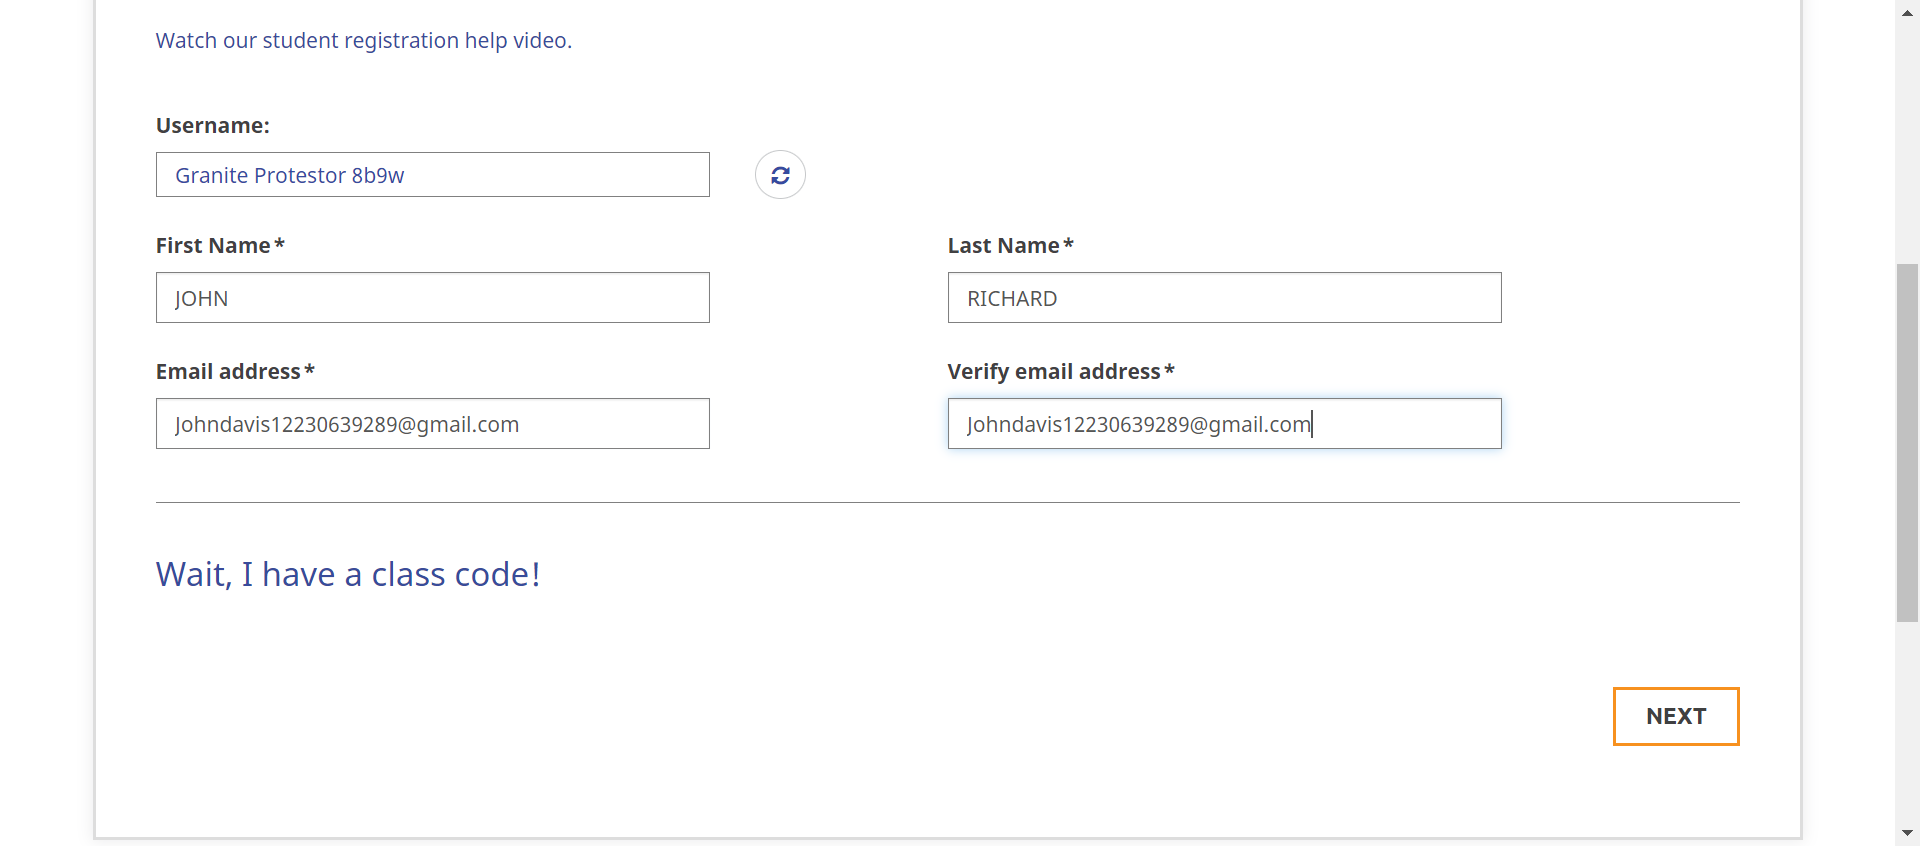 Watch our student registration help video.
Username:
Granite Protestor 8b9w
First Name*
Last Name*
JOHN
RICHARD
Email address*
Verify email address*
Johndavis12230639289@gmail.com
Johndavis12230639289@gmail.com
Wait, I have a class code!
NEXT